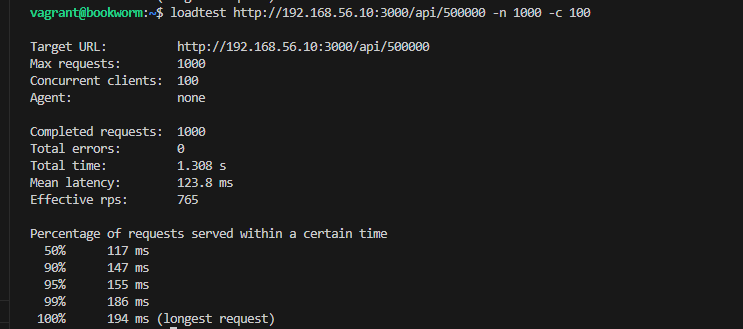 vagrant@bookworm:~$ loadtest http://192.168.56.10:3000/api/500000 -n 1000 -c 100
Target URL: http://192.168.56.10:3000/api/500000
Max requests: 1000
Concurrent clients: 100
Agent: none
Completed requests: 1000
Total errors: 0
Total time: 1.308 s
Mean latency: 123.8 ms
Effective rps: 765
Percentage of requests served within a certain time
50% 117 ms
90% 147 ms
95% 155 ms
99% 186 ms
100% 194 ms (longest request)